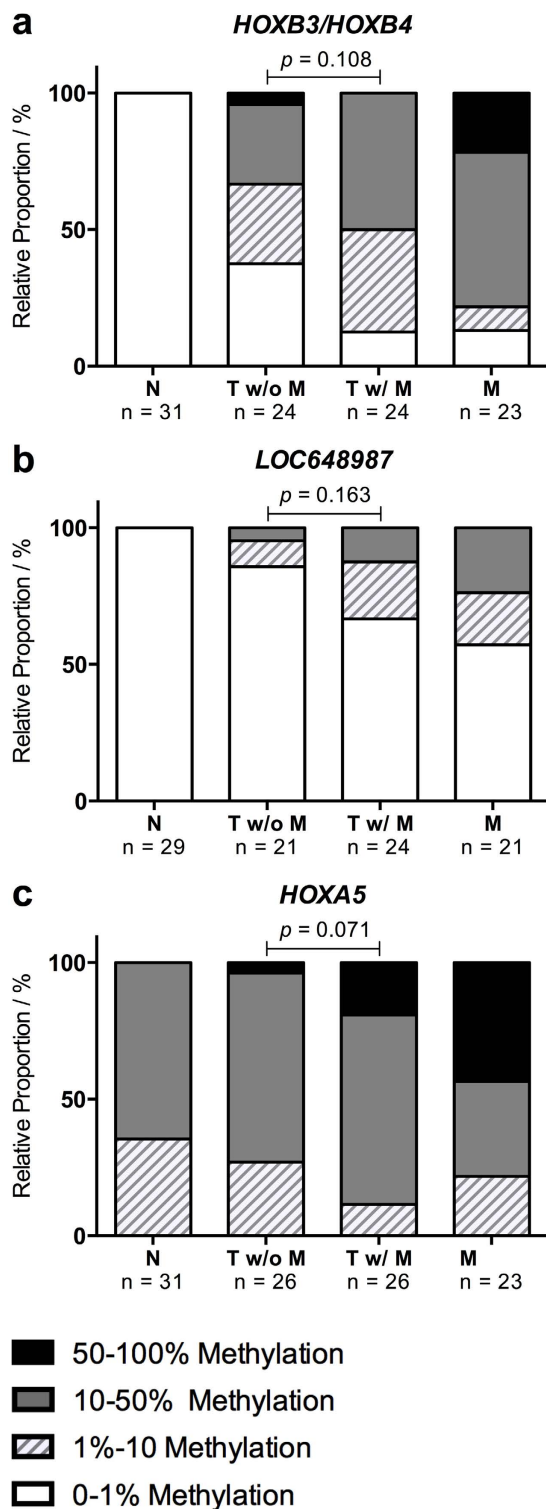 a
HOXB3/HOXB4
p = 0.108
Relative Proportion / %
100
50
0
N
T w/o M
T w/ M
M
n = 31
n = 24
n = 24
n = 23
b
LOC648987
p = 0.163
Relative Proportion / %
100
50
0
N
T w/o M
T w/ M
M
n = 29
n = 21
n = 24
n = 21
c
HOXA5
p = 0.071
Relative Proportion / %
100
50
0
N
T w/o M
T w/ M
M
n = 31
n = 26
n = 26
n = 23
50-100% Methylation
10-50% Methylation
1%-10 Methylation
0-1% Methylation